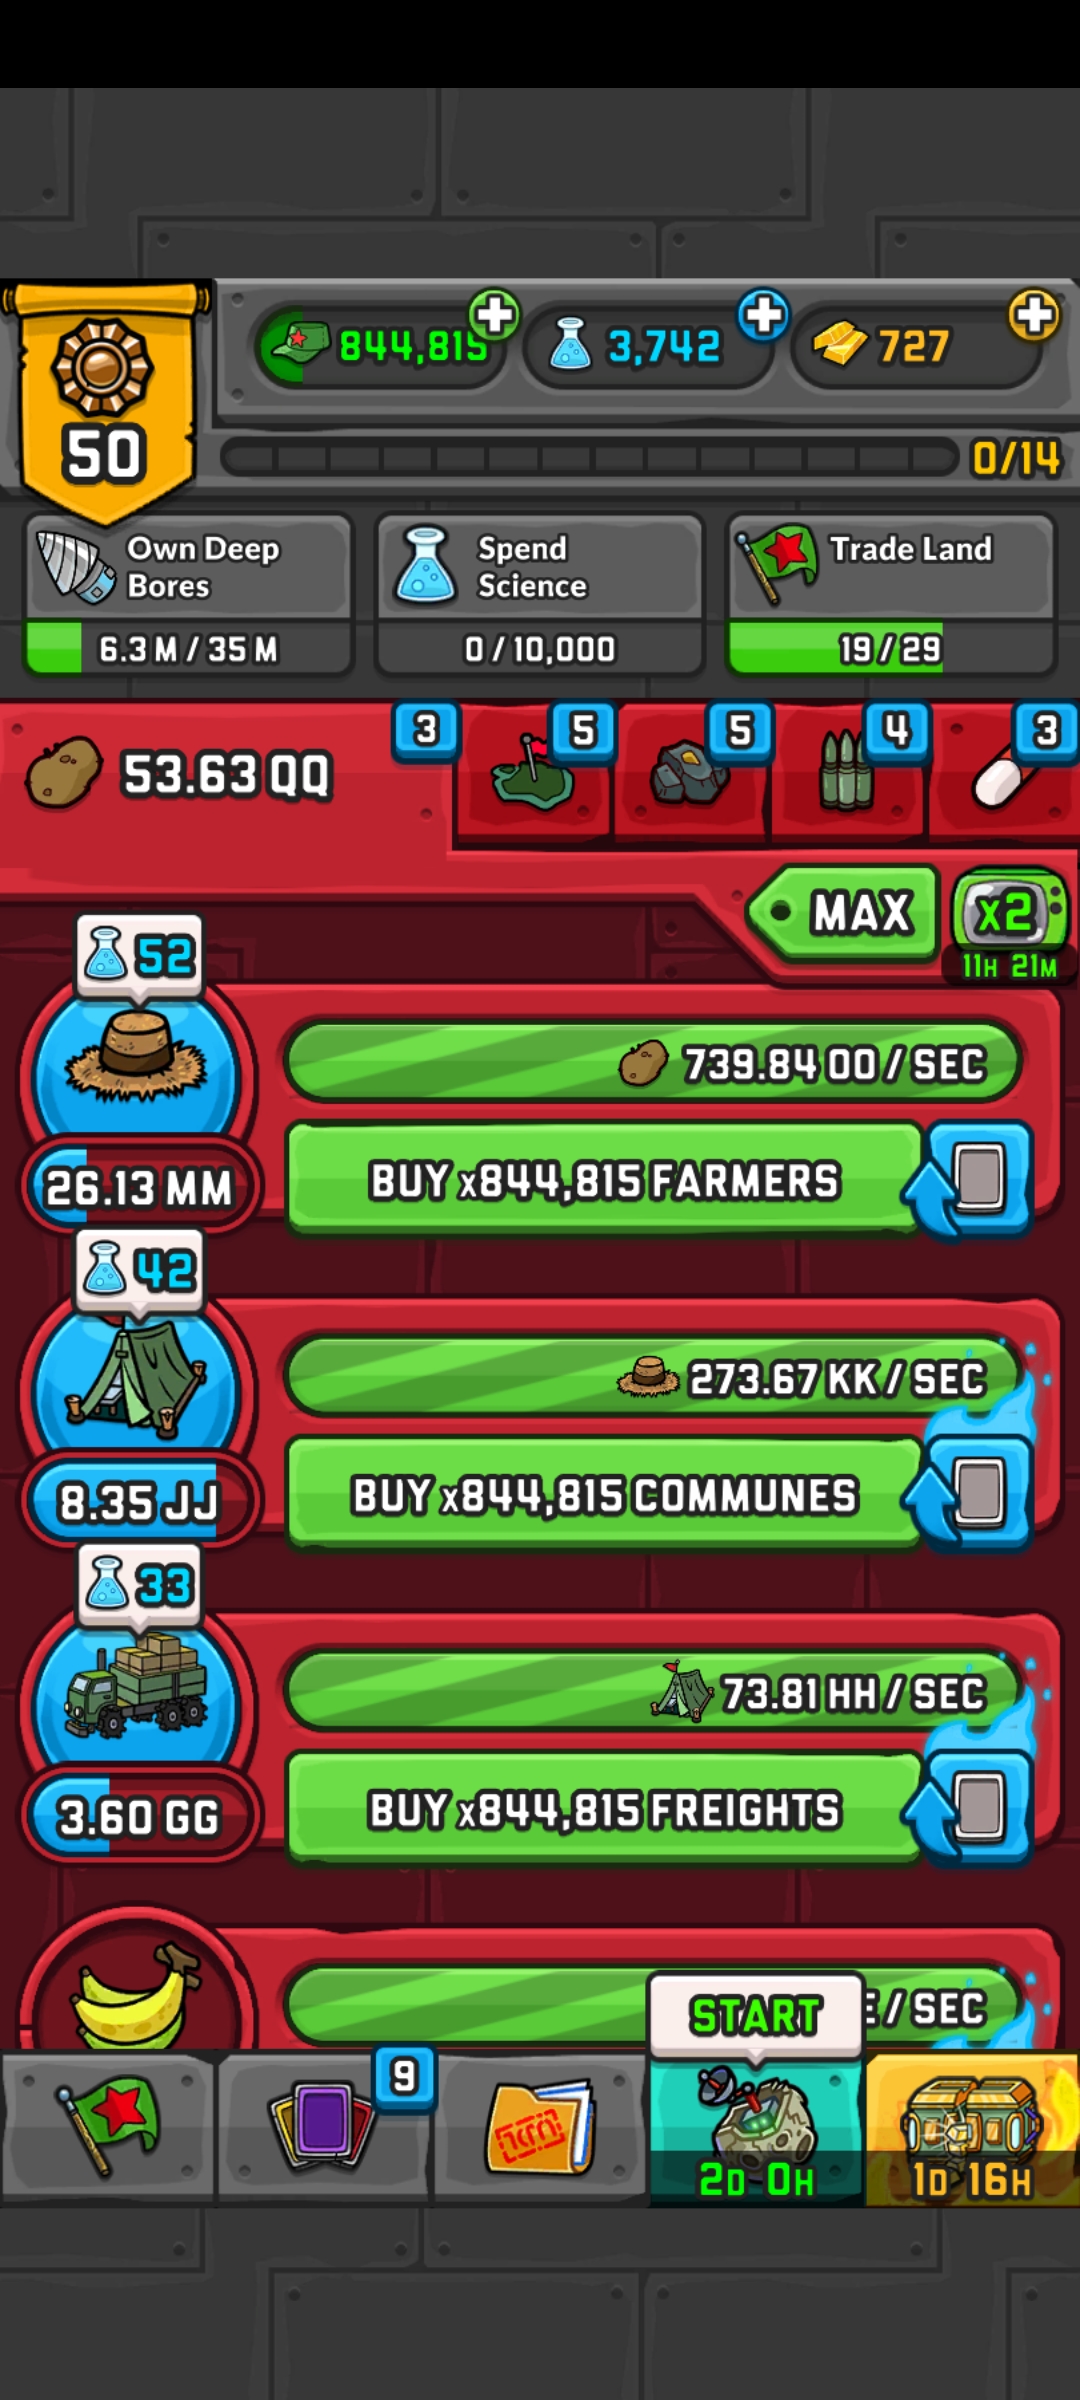 844,815
3,742
727
50
0/14
Own Deep
Bores
6.3 M / 35 M
Spend
Science
0 / 10,000
Trade Land
19 / 29
53.63 QQ
3
5
5
4
3
MAX
x2
11H 21M
52
739.84 OO / SEC
26.13 MM
BUY x844,815 FARMERS
42
273.67 KK / SEC
8.35 JJ
BUY x844,815 COMMUNES
33
73.81 HH / SEC
3.60 GG
BUY x844,815 FREIGHTS
/ SEC
START
9
2D 0H
1D 16H